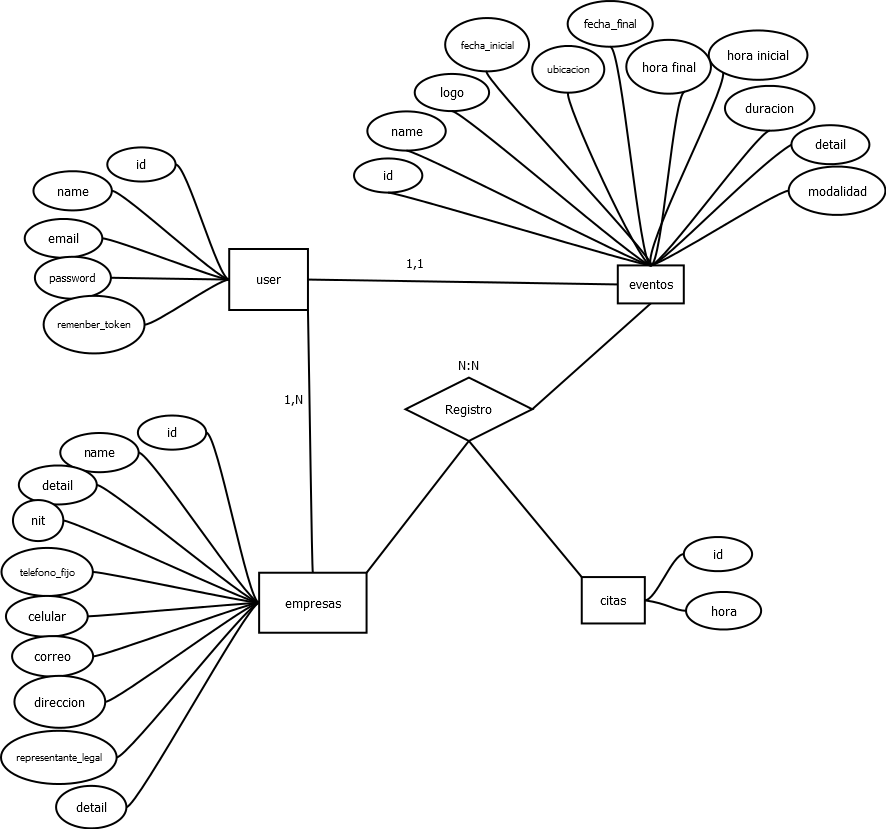 fecha_final
fecha_inicial
hora inicial
ubicacion
hora final
logo
duracion
name
detail
id
modalidad
id
name
email
password
remenber_token
user
1,1
eventos
N:N
Registro
1,N
id
name
detail
nit
telefono_fijo
celular
correo
direccion
representante_legal
detail
empresas
citas
id
hora